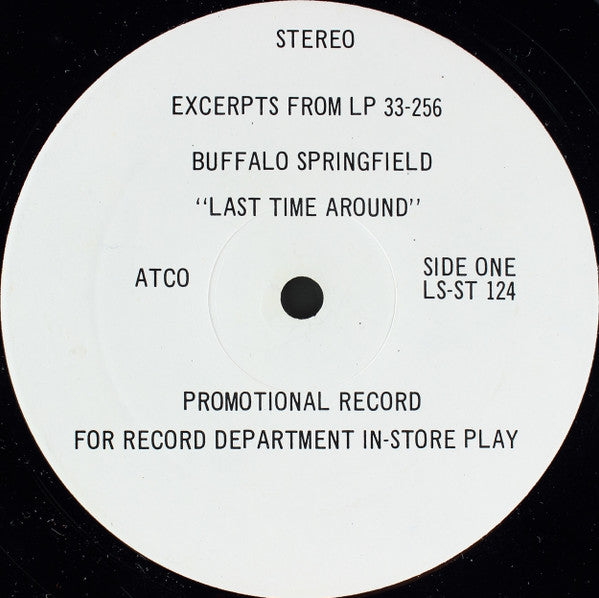 STEREO
EXCERPTS FROM LP 33-256
BUFFALO SPRINGFIELD
"LAST TIME AROUND"
ATCO
SIDE ONE
LS-ST 124
PROMOTIONAL RECORD
FOR RECORD DEPARTMENT IN-STORE PLAY